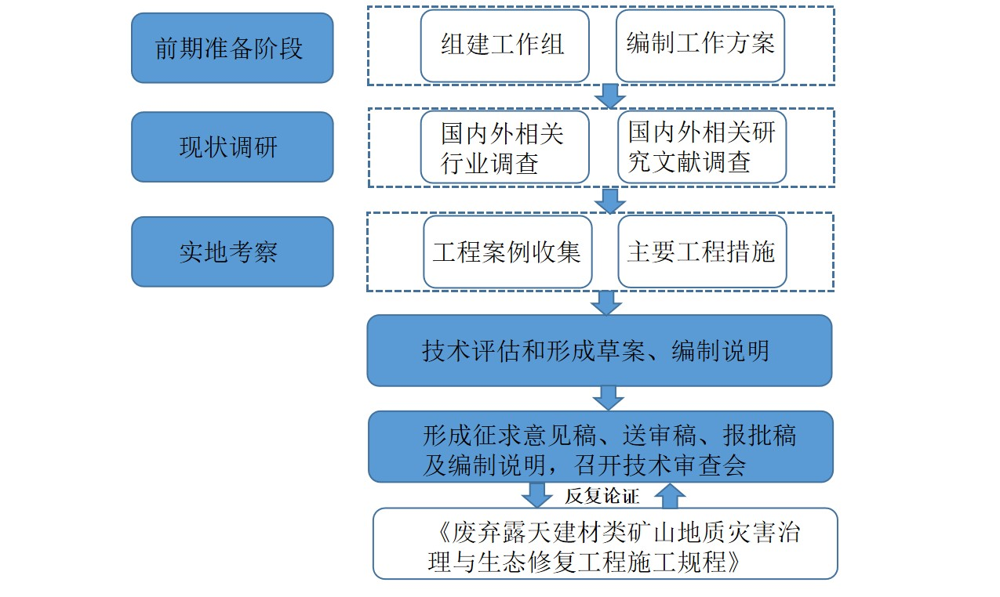 前期准备阶段
组建工作组
编制工作方案
现状调研
国内外相关
行业调查
国内外相关研
究文献调查
实地考察
工程案例收集
主要工程措施
技术评估和形成草案、编制说明
形成征求意见稿、送审稿、报批稿
及编制说明，召开技术审查会
反复论证
《废弃露天建材类矿山地质灾害治
理与生态修复工程施工规程》